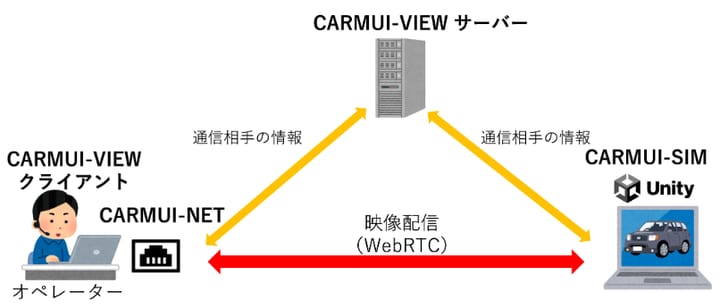 CARMUI-VIEW サーバー
通信相手の情報
通信相手の情報
CARMUI-VIEW
クライアント
CARMUI-SIM
Unity
CARMUI-NET
映像配信
（WebRTC）
オペレーター